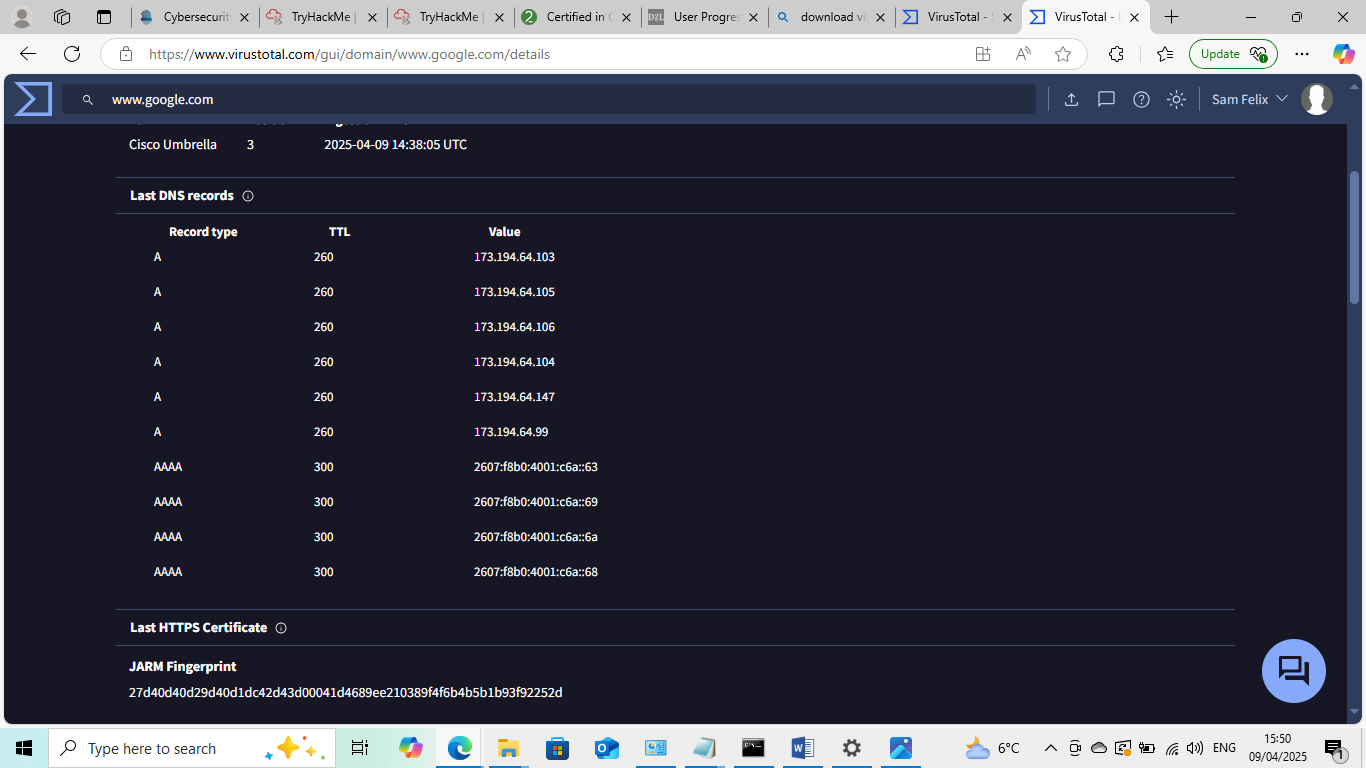 Cybersecurit
TryHackMe |
TryHackMe |
Certified in C
D2L
User Progres
download vi
VirusTotal - S
VirusTotal - D
https://www.virustotal.com/gui/domain/www.google.com/details
Update
www.google.com
Sam Felix
Cisco Umbrella 3 2025-04-09 14:38:05 UTC
Last DNS records
Record type TTL Value
A 260 173.194.64.103
A 260 173.194.64.105
A 260 173.194.64.106
A 260 173.194.64.104
A 260 173.194.64.147
A 260 173.194.64.99
AAAA 300 2607:f8b0:4001:c6a::63
AAAA 300 2607:f8b0:4001:c6a::69
AAAA 300 2607:f8b0:4001:c6a::6a
AAAA 300 2607:f8b0:4001:c6a::68
Last HTTPS Certificate
JARM Fingerprint
27d40d40d29d40d1dc42d43d00041d4689ee210389f4f6b4b5b1b93f92252d
Type here to search
6°C
ENG
15:50
09/04/2025
1